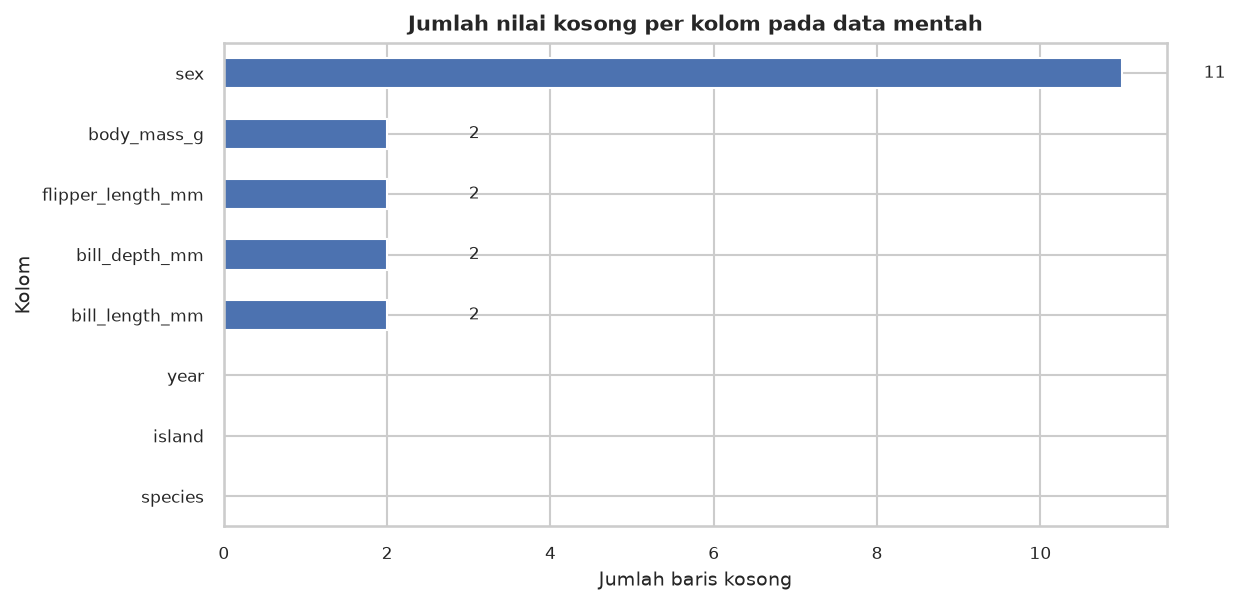 Jumlah nilai kosong per kolom pada data mentah
sex
11
body_mass_g
2
flipper_length_mm
2
bill_depth_mm
2
bill_length_mm
2
year
island
species
Kolom
0 2 4 6 8 10
Jumlah baris kosong